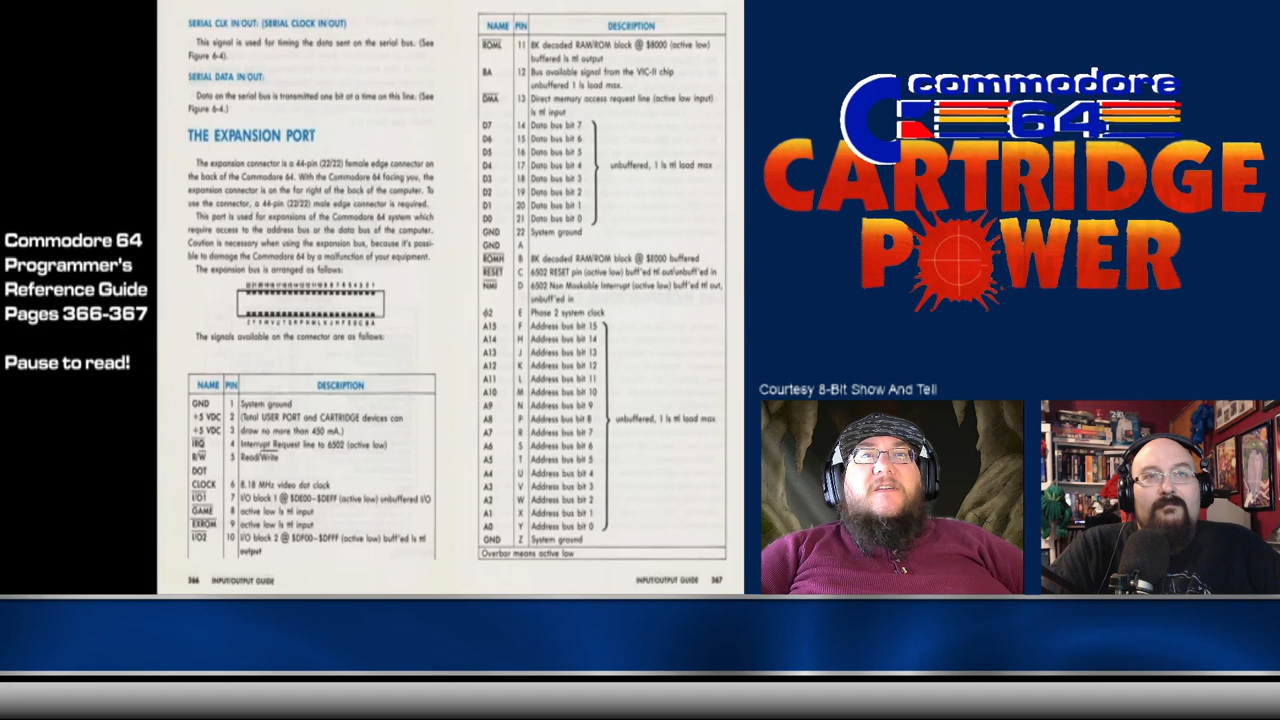 Commodore 64
Programmer's
Reference Guide
Pages 366-367
Pause to read!
SERIAL CLK IN/OUT: (SERIAL CLOCK IN/OUT)
This signal is used for timing the data sent on the serial bus. (See
Figure 6-4).
SERIAL DATA IN/OUT:
Data on the serial bus is transmitted one bit at a time on this line. (See
Figure 6-4.)
THE EXPANSION PORT
The expansion connector is a 44-pin (22/22) female edge connector on
the back of the Commodore 64. With the Commodore 64 facing you, the
expansion connector is on the far right of the back of the computer. To
use the connector, a 44-pin (22/22) male edge connector is required.
This port is used for expansions of the Commodore 64 system which
require access to the address bus or the data bus of the computer.
Caution is necessary when using the expansion bus, because it's possi-
ble to damage the Commodore 64 by a malfunction of your equipment.
The expansion bus is arranged as follows:
22 21 20 19 18 17 16 15 14 13 12 11 10 9 8 7 6 5 4 3 2 1
Z Y X W V U T S R P N M L K J H F E D C B A
The signals available on the connector are as follows:
NAME PIN DESCRIPTION
GND 1 System ground
+5 VDC 2 (Total USER PORT and CARTRIDGE devices can
+5 VDC 3 draw no more than 450 mA.)
IRQ 4 Interrupt Request line to 6502 (active low)
R/W 5 Read/Write
DOT
CLOCK 6 8.18 MHz video dot clock
I/O1 7 I/O block 1 @ $DE00-$DEFF (active low) unbuffered I/O
GAME 8 active low ls ttl input
EXROM 9 active low ls ttl input
I/O2 10 I/O block 2 @ $DF00-$DFFF (active low) buff'ed ls ttl
output
366 INPUT/OUTPUT GUIDE
NAME PIN DESCRIPTION
ROML 11 8K decoded RAM/ROM block @ $8000 (active low)
buffered ls ttl output
BA 12 Bus available signal from the VIC-II chip
unbuffered 1 ls load max.
DMA 13 Direct memory access request line (active low input)
ls ttl input
D7 14 Data bus bit 7
D6 15 Data bus bit 6
D5 16 Data bus bit 5
D4 17 Data bus bit 4 unbuffered, 1 ls ttl load max
D3 18 Data bus bit 3
D2 19 Data bus bit 2
D1 20 Data bus bit 1
D0 21 Data bus bit 0
GND 22 System ground
GND A
ROMH B 8K decoded RAM/ROM block @ $E000 buffered
RESET C 6502 RESET pin (active low) buff'ed ttl out/unbuff'ed in
NMI D 6502 Non Maskable Interrupt (active low) buff'ed ttl out,
unbuff'ed in
ϕ2 E Phase 2 system clock
A15 F Address bus bit 15
A14 H Address bus bit 14
A13 J Address bus bit 13
A12 K Address bus bit 12
A11 L Address bus bit 11
A10 M Address bus bit 10
A9 N Address bus bit 9
A8 P Address bus bit 8 unbuffered, 1 ls ttl load max
A7 R Address bus bit 7
A6 S Address bus bit 6
A5 T Address bus bit 5
A4 U Address bus bit 4
A3 V Address bus bit 3
A2 W Address bus bit 2
A1 X Address bus bit 1
A0 Y Address bus bit 0
GND Z System ground
Overbar means active low
INPUT/OUTPUT GUIDE 367
commodore
64
CARTRIDGE
POWER
Courtesy 8-Bit Show And Tell